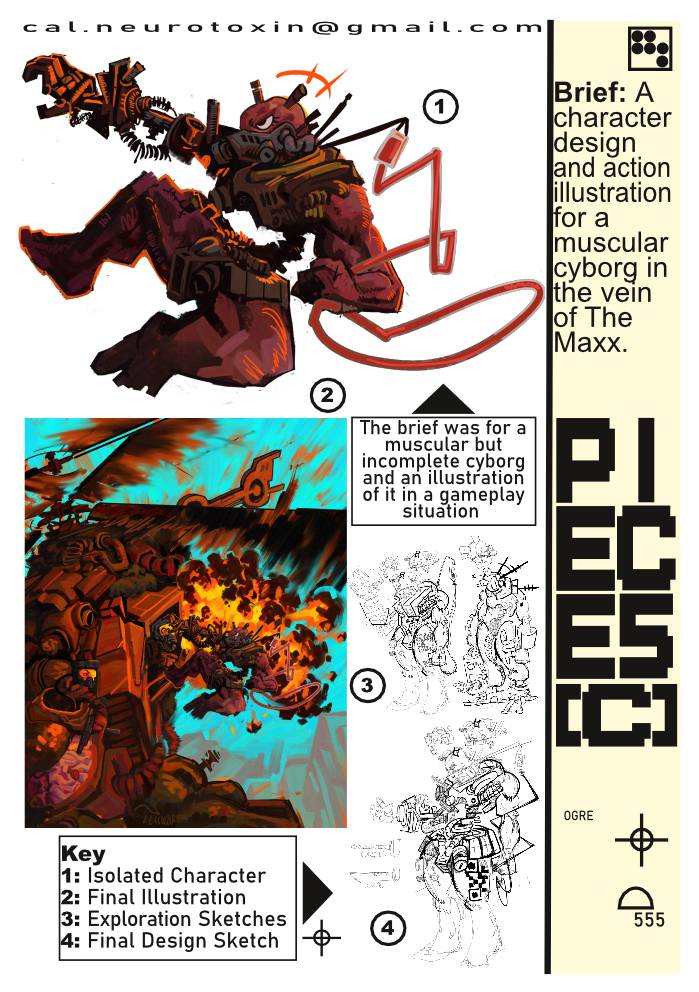 cal.neurotoxin@gmail.com
1
Brief: A
character
design
and action
illustration
for a
muscular
cyborg in
the vein
of The
Maxx.
2
The brief was for a
muscular but
incomplete cyborg
and an illustration
of it in a gameplay
situation
PI
EC
ES
[C]
3
OGRE
555
4
Key
1: Isolated Character
2: Final Illustration
3: Exploration Sketches
4: Final Design Sketch